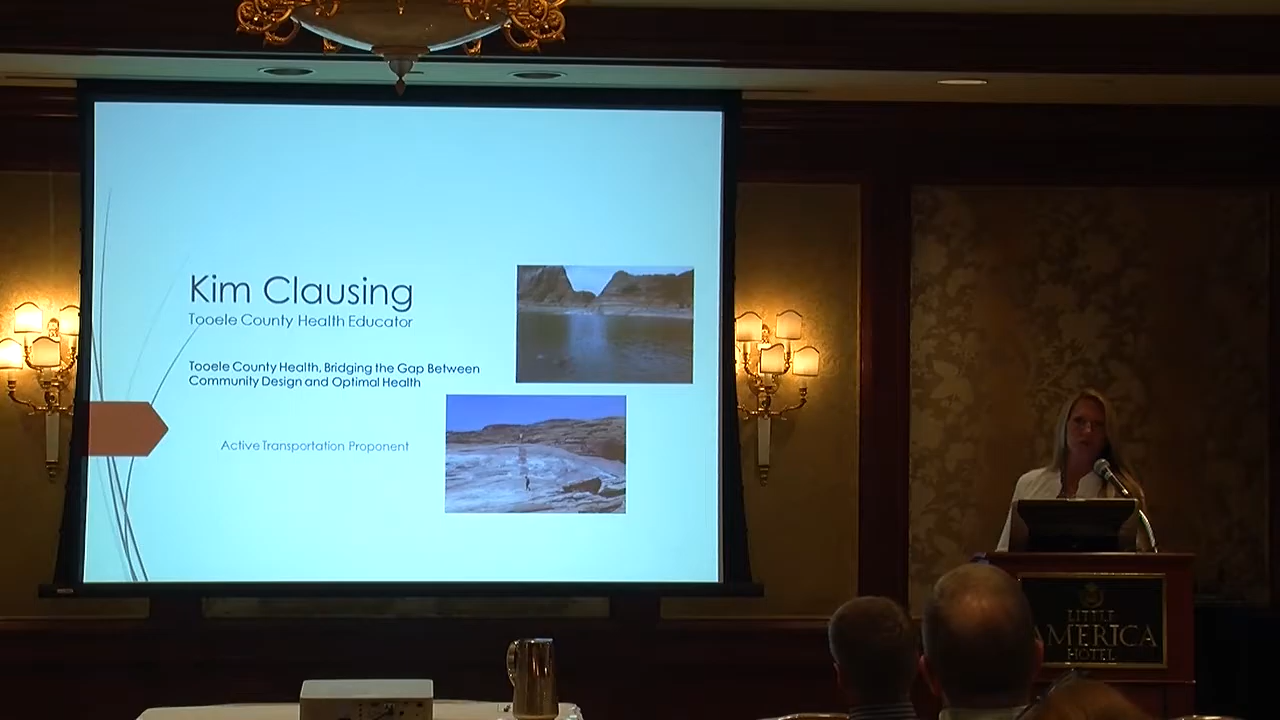 Kim Clausing
Tooele County Health Educator
Tooele County Health, Bridging the Gap Between
Community Design and Optimal Health
Active Transportation Proponent
LITTLE
AMERICA
HOTEL